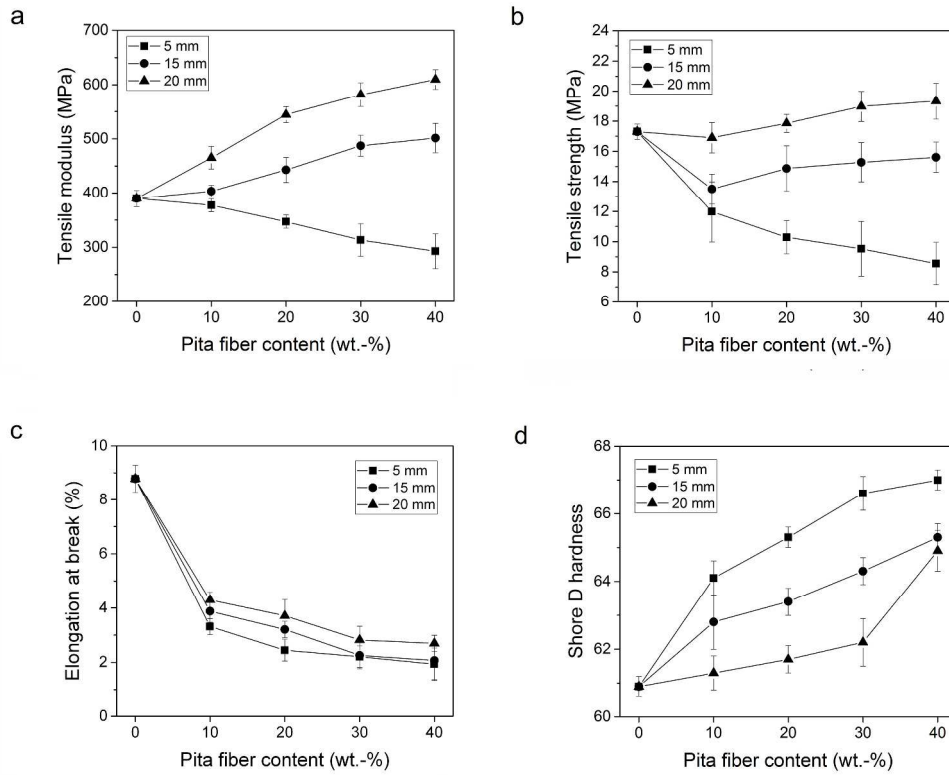 a
700
600
500
400
300
200
Tensile modulus (MPa)
5 mm
15 mm
20 mm
0 10 20 30 40
Pita fiber content (wt.-%)
b
24
22
20
18
16
14
12
10
8
6
Tensile strength (MPa)
5 mm
15 mm
20 mm
0 10 20 30 40
Pita fiber content (wt.-%)
c
10
8
6
4
2
0
Elongation at break (%)
5 mm
15 mm
20 mm
0 10 20 30 40
Pita fiber content (wt.-%)
d
68
66
64
62
60
Shore D hardness
5 mm
15 mm
20 mm
0 10 20 30 40
Pita fiber content (wt.-%)